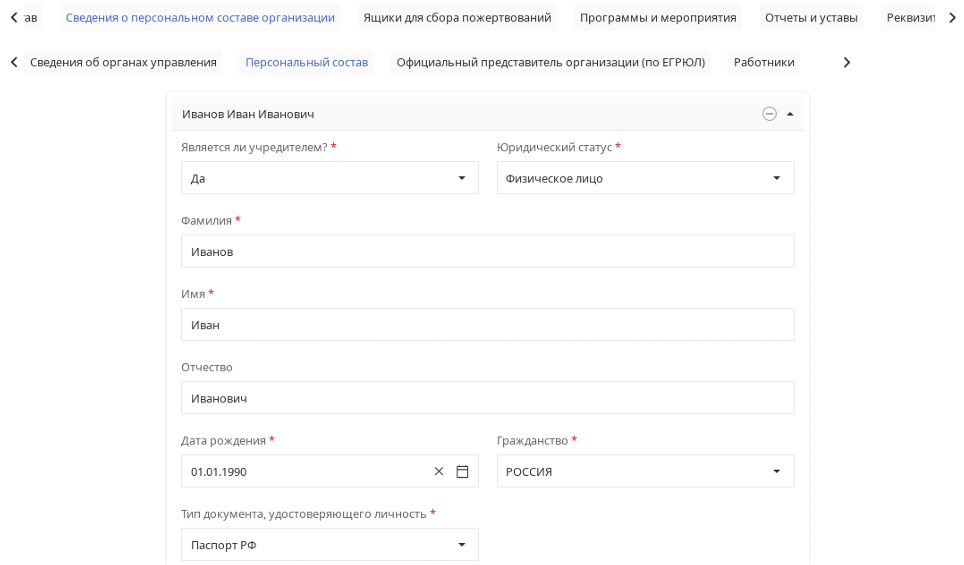 ав Сведения о персональном составе организации Ящики для сбора пожертвований Программы и мероприятия Отчеты и уставы Реквизит
Сведения об органах управления Персональный состав Официальный представитель организации (по ЕГРЮЛ) Работники
Иванов Иван Иванович
Является ли учредителем? * Юридический статус *
Да Физическое лицо
Фамилия *
Иванов
Имя *
Иван
Отчество
Иванович
Дата рождения * Гражданство *
01.01.1990 РОССИЯ
Тип документа, удостоверяющего личность *
Паспорт РФ